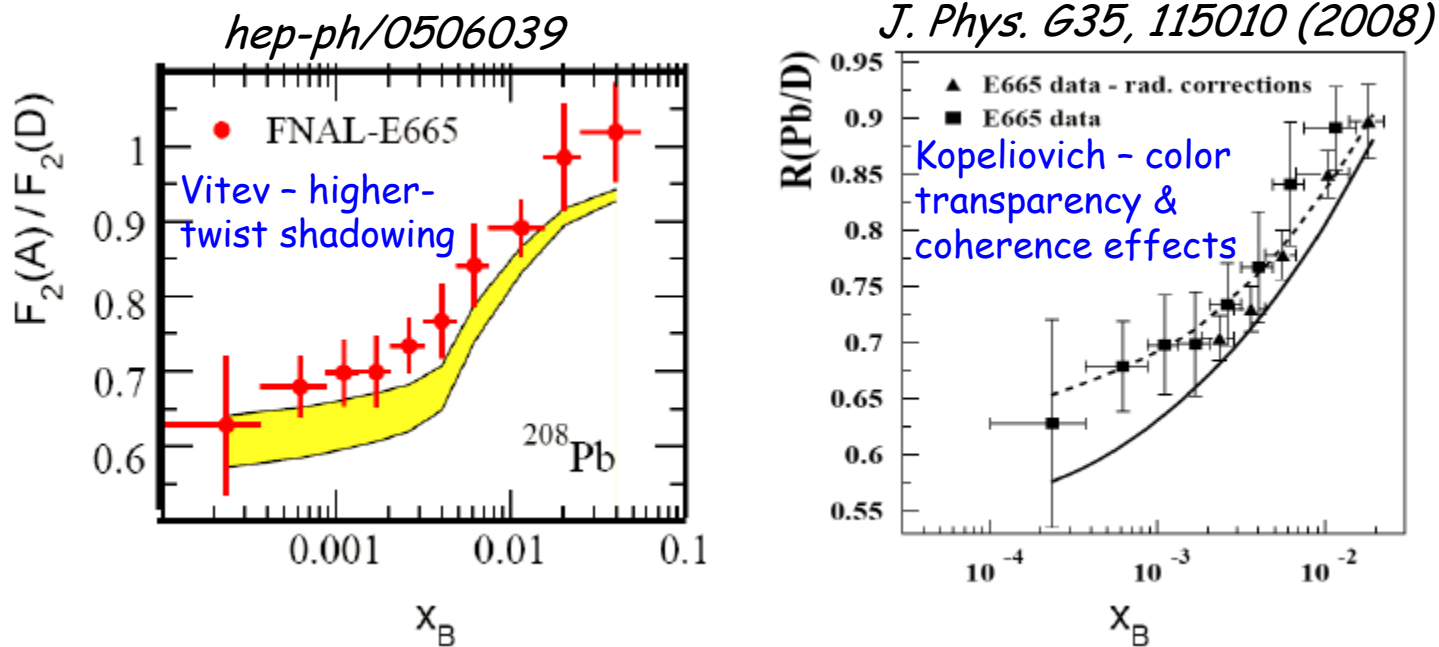 hep-ph/0506039
F₂(A) / F₂(D)
FNAL-E665
Vitev – higher-
twist shadowing
²⁰⁸Pb
1
0.9
0.8
0.7
0.6
0.001 0.01 0.1
x_B
J. Phys. G35, 115010 (2008)
R(Pb/D)
E665 data - rad. corrections
E665 data
Kopeliovich – color
transparency &
coherence effects
0.95
0.9
0.85
0.8
0.75
0.7
0.65
0.6
0.55
10⁻⁴ 10⁻³ 10⁻²
x_B